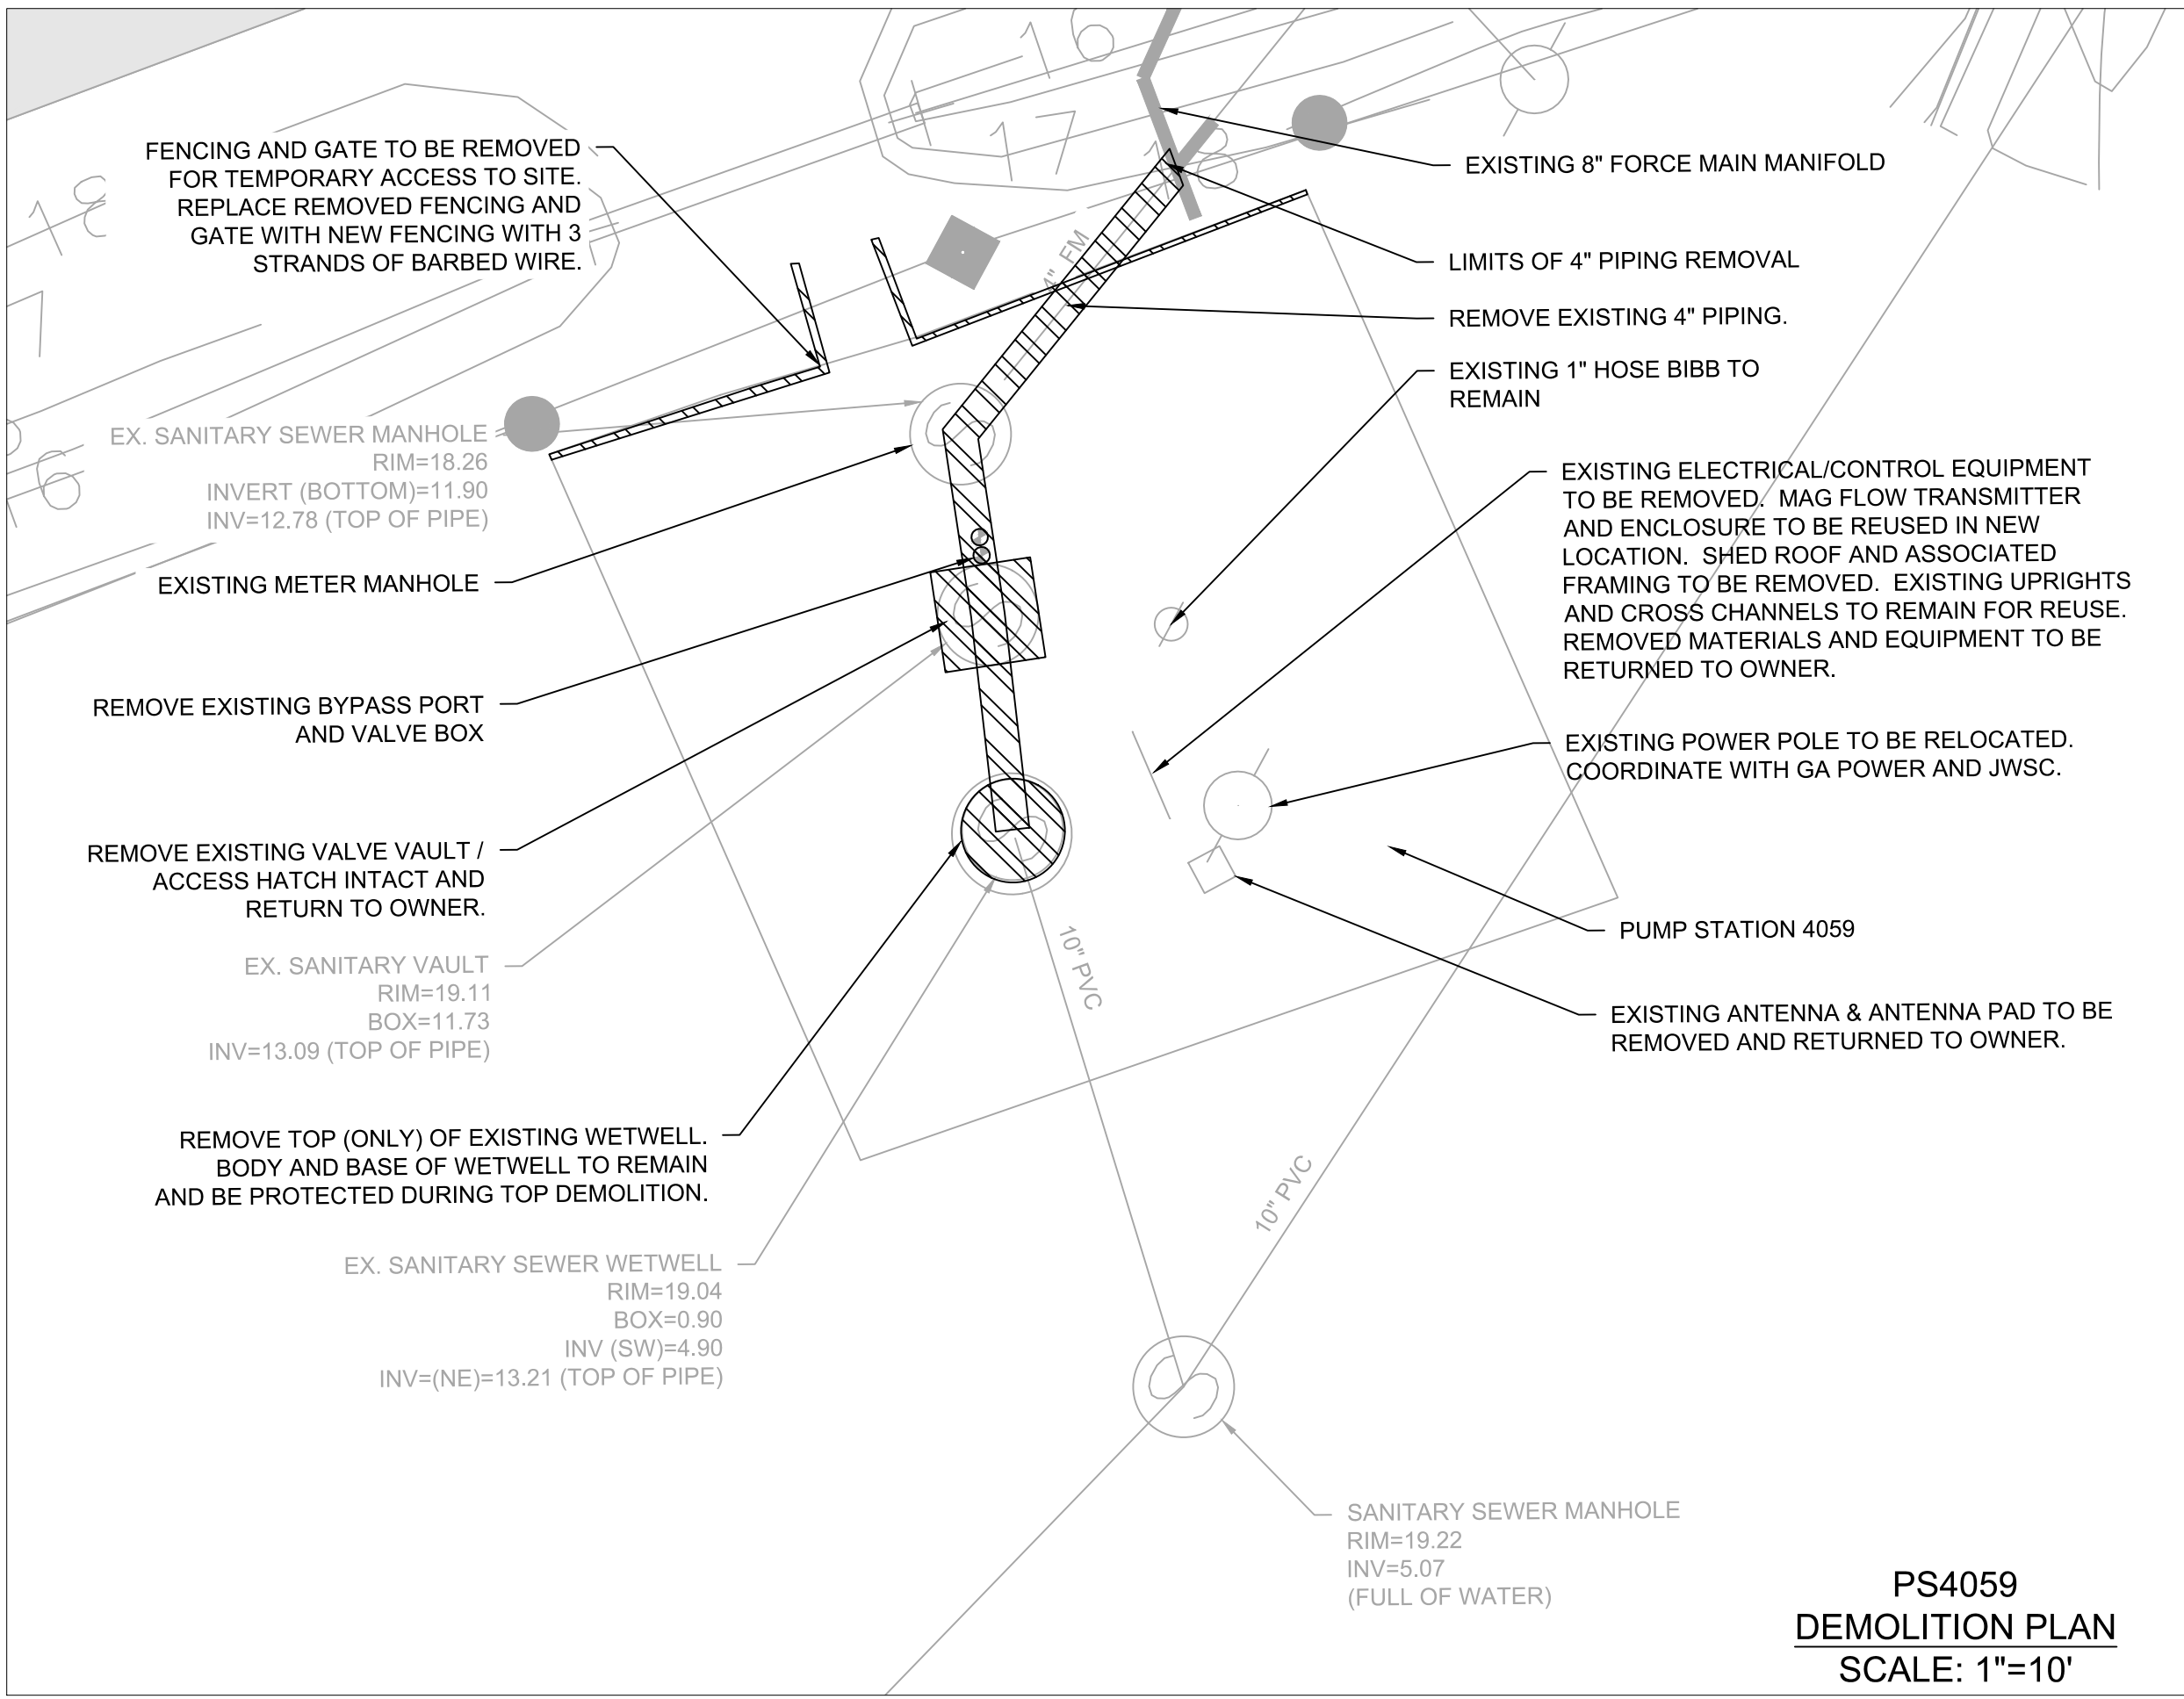 16
17
18
18
17
16
FENCING AND GATE TO BE REMOVED
FOR TEMPORARY ACCESS TO SITE.
REPLACE REMOVED FENCING AND
GATE WITH NEW FENCING WITH 3
STRANDS OF BARBED WIRE.
EX. SANITARY SEWER MANHOLE
RIM=18.26
INVERT (BOTTOM)=11.90
INV=12.78 (TOP OF PIPE)
EXISTING METER MANHOLE
REMOVE EXISTING BYPASS PORT
AND VALVE BOX
REMOVE EXISTING VALVE VAULT /
ACCESS HATCH INTACT AND
RETURN TO OWNER.
EX. SANITARY VAULT
RIM=19.11
BOX=11.73
INV=13.09 (TOP OF PIPE)
REMOVE TOP (ONLY) OF EXISTING WETWELL.
BODY AND BASE OF WETWELL TO REMAIN
AND BE PROTECTED DURING TOP DEMOLITION.
EX. SANITARY SEWER WETWELL
RIM=19.04
BOX=0.90
INV (SW)=4.90
INV=(NE)=13.21 (TOP OF PIPE)
4" FM
10" PVC
10" PVC
EXISTING 8" FORCE MAIN MANIFOLD
LIMITS OF 4" PIPING REMOVAL
REMOVE EXISTING 4" PIPING.
EXISTING 1" HOSE BIBB TO
REMAIN
EXISTING ELECTRICAL/CONTROL EQUIPMENT
TO BE REMOVED. MAG FLOW TRANSMITTER
AND ENCLOSURE TO BE REUSED IN NEW
LOCATION. SHED ROOF AND ASSOCIATED
FRAMING TO BE REMOVED. EXISTING UPRIGHTS
AND CROSS CHANNELS TO REMAIN FOR REUSE.
REMOVED MATERIALS AND EQUIPMENT TO BE
RETURNED TO OWNER.
EXISTING POWER POLE TO BE RELOCATED.
COORDINATE WITH GA POWER AND JWSC.
PUMP STATION 4059
EXISTING ANTENNA & ANTENNA PAD TO BE
REMOVED AND RETURNED TO OWNER.
SANITARY SEWER MANHOLE
RIM=19.22
INV=5.07
(FULL OF WATER)
PS4059
DEMOLITION PLAN
SCALE: 1"=10'